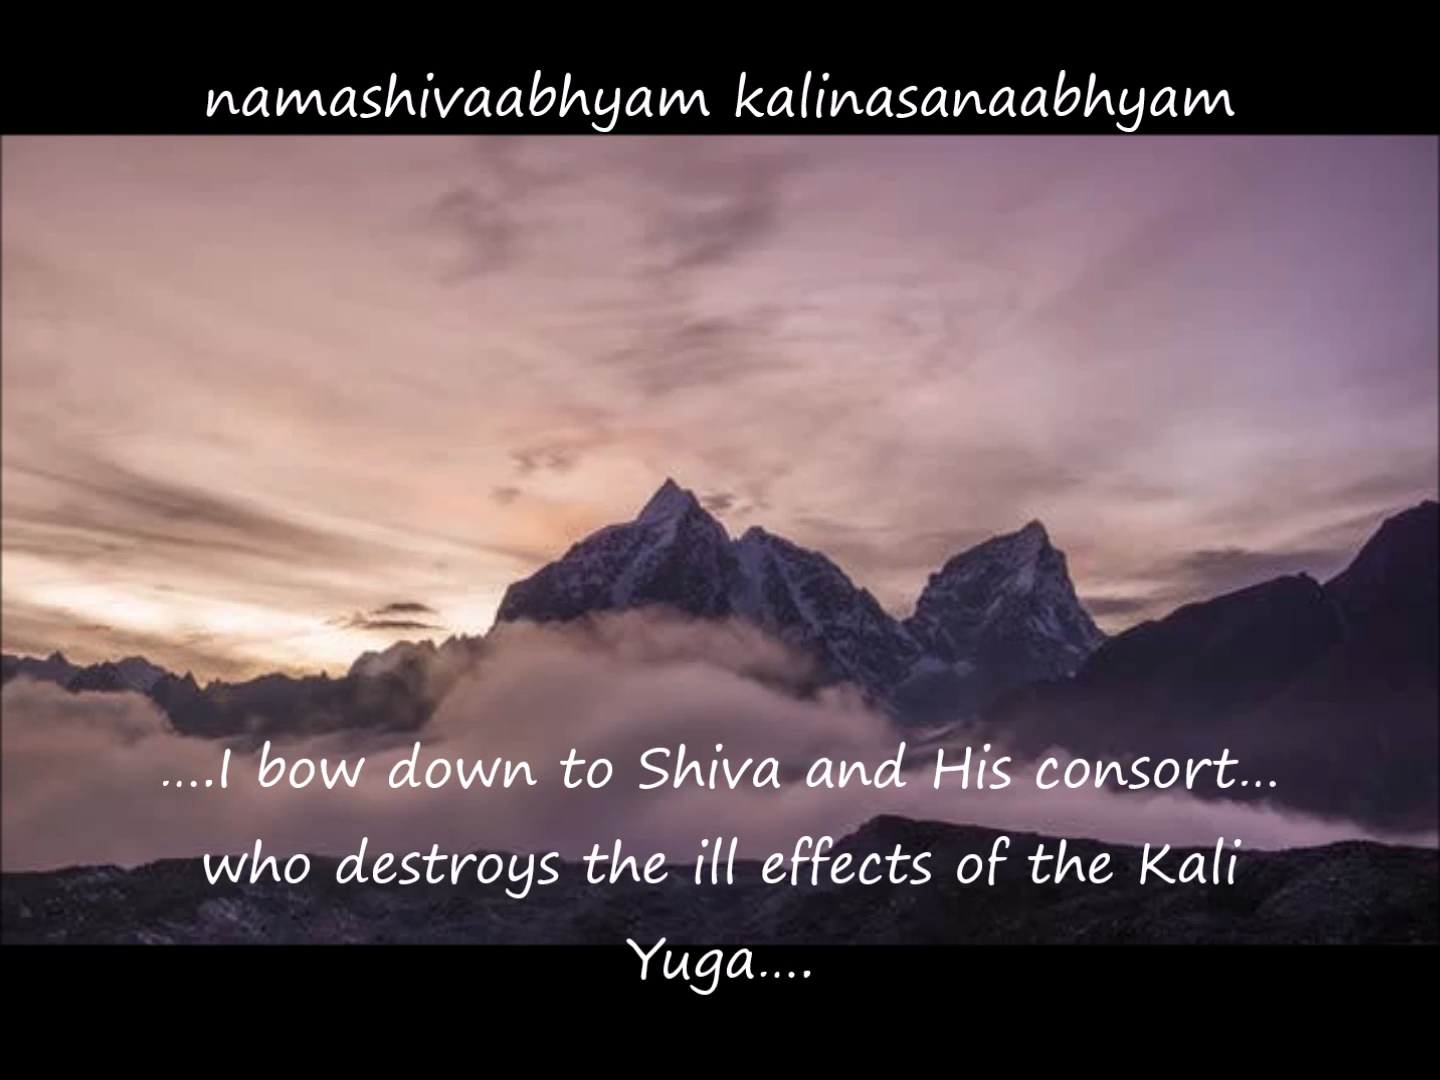 namashivaabhyam kalinasanaabhyam
....I bow down to Shiva and His consort...
who destroys the ill effects of the Kali
Yuga....